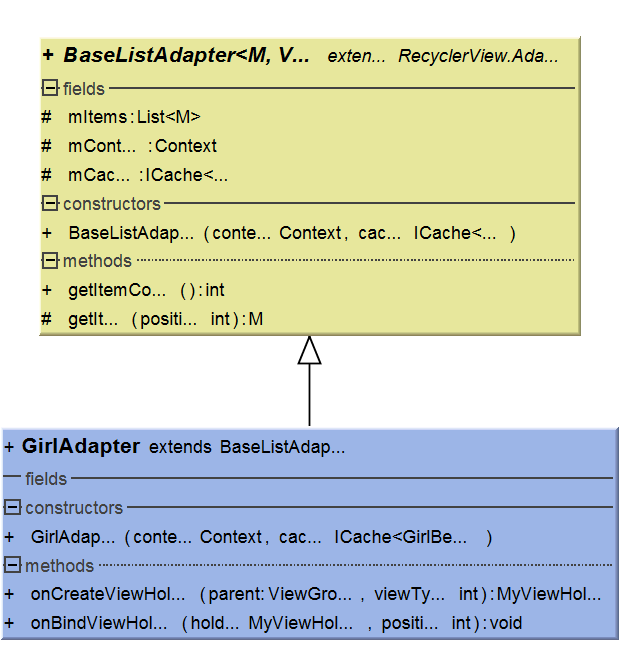 + BaseListAdapter<M, V... exten... RecyclerView.Ada...
fields
# mItems:List<M>
# mCont... :Context
# mCac... :ICache<...
constructors
+ BaseListAdap... (conte... Context, cac... ICache<... )
methods
+ getItemCo... ():int
# getIt... (positi... int):M
+ GirlAdapter extends BaseListAdap...
fields
constructors
+ GirlAdap... (conte... Context, cac... ICache<GirlBe... )
methods
+ onCreateViewHol... (parent:ViewGro... , viewTy... int):MyViewHol...
+ onBindViewHol... (hold... MyViewHol... , positi... int):void